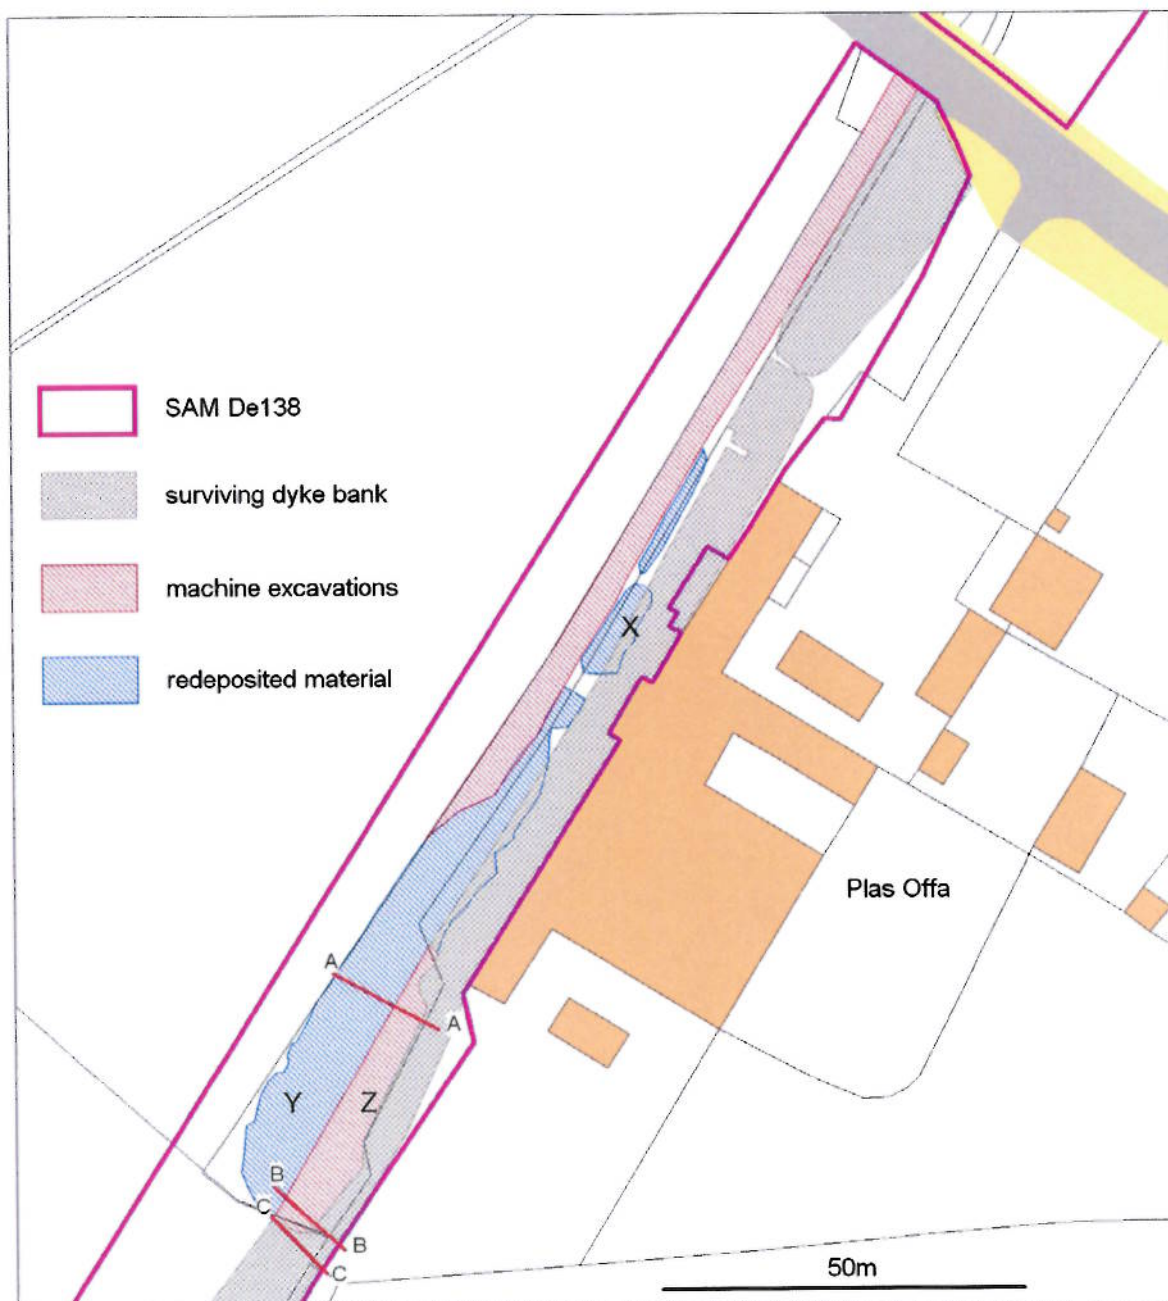 SAM De138
surviving dyke bank
machine excavations
redeposited material
X
Plas Offa
A
A
Y
Z
B
C
B
C
50m